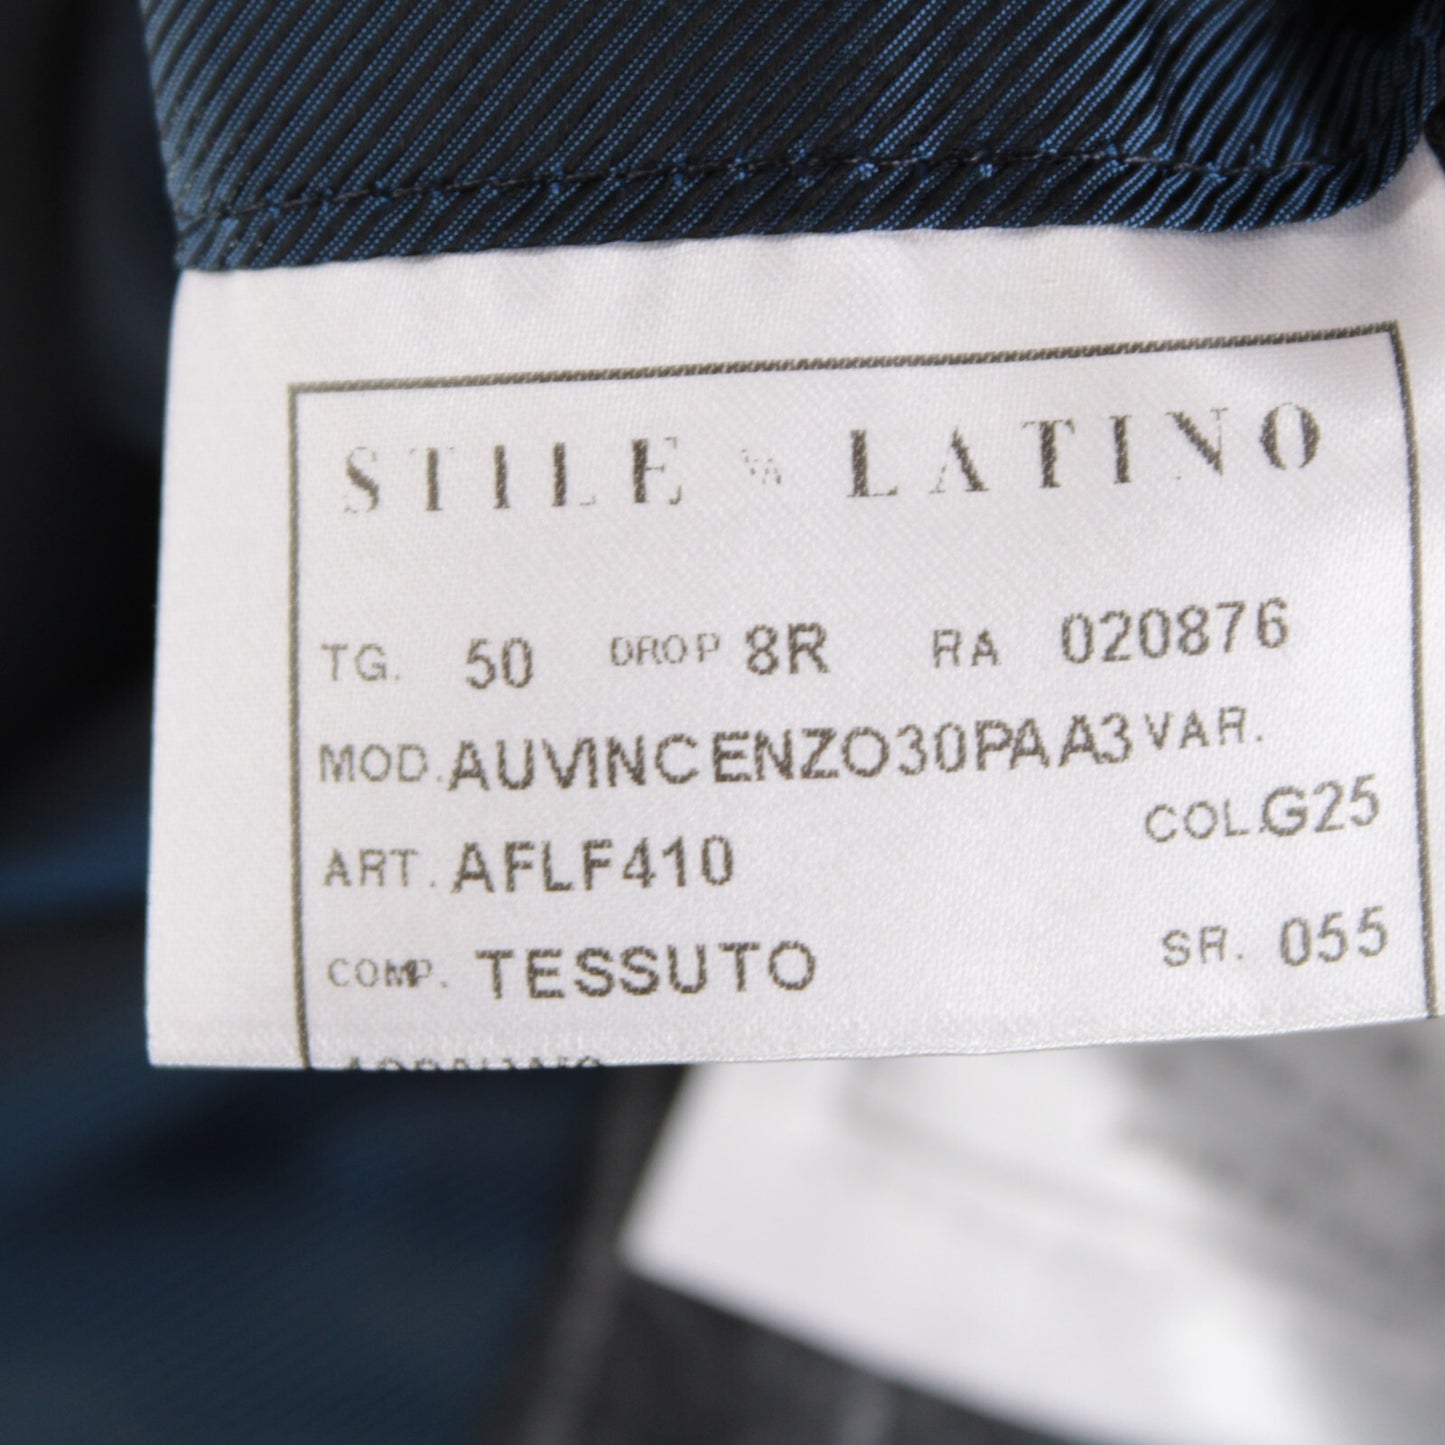 STILE LATINO
TG. 50 DROP 8R RA 020876
MOD. AUVINCENZO30PAA3 VAR.
ART. AFLF410 COL. G25
COMP. TESSUTO SR. 055